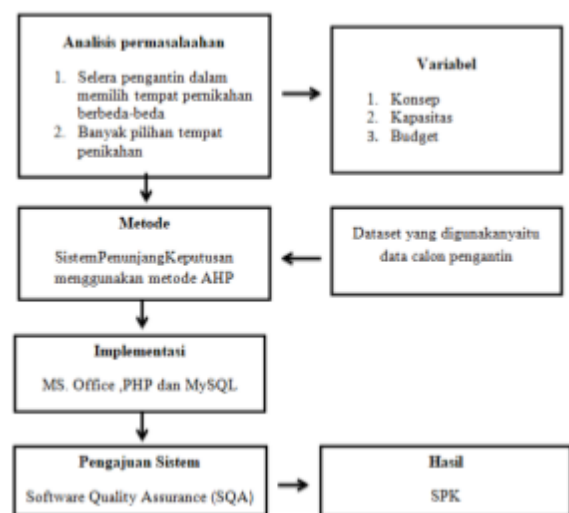 Analisis permasalaahan
1. Selera pengantin dalam
memilih tempat pernikahan
berbeda-beda
2. Banyak pilihan tempat
penikahan
Variabel
1. Konsep
2. Kapasitas
3. Budget
Metode
SistemPenunjangKeputusan
menggunakan metode AHP
Dataset yang digunakanyaitu
data calon pengantin
Implementasi
MS. Office ,PHP dan MySQL
Pengajuan Sistem
Software Quality Assurance (SQA)
Hasil
SPK